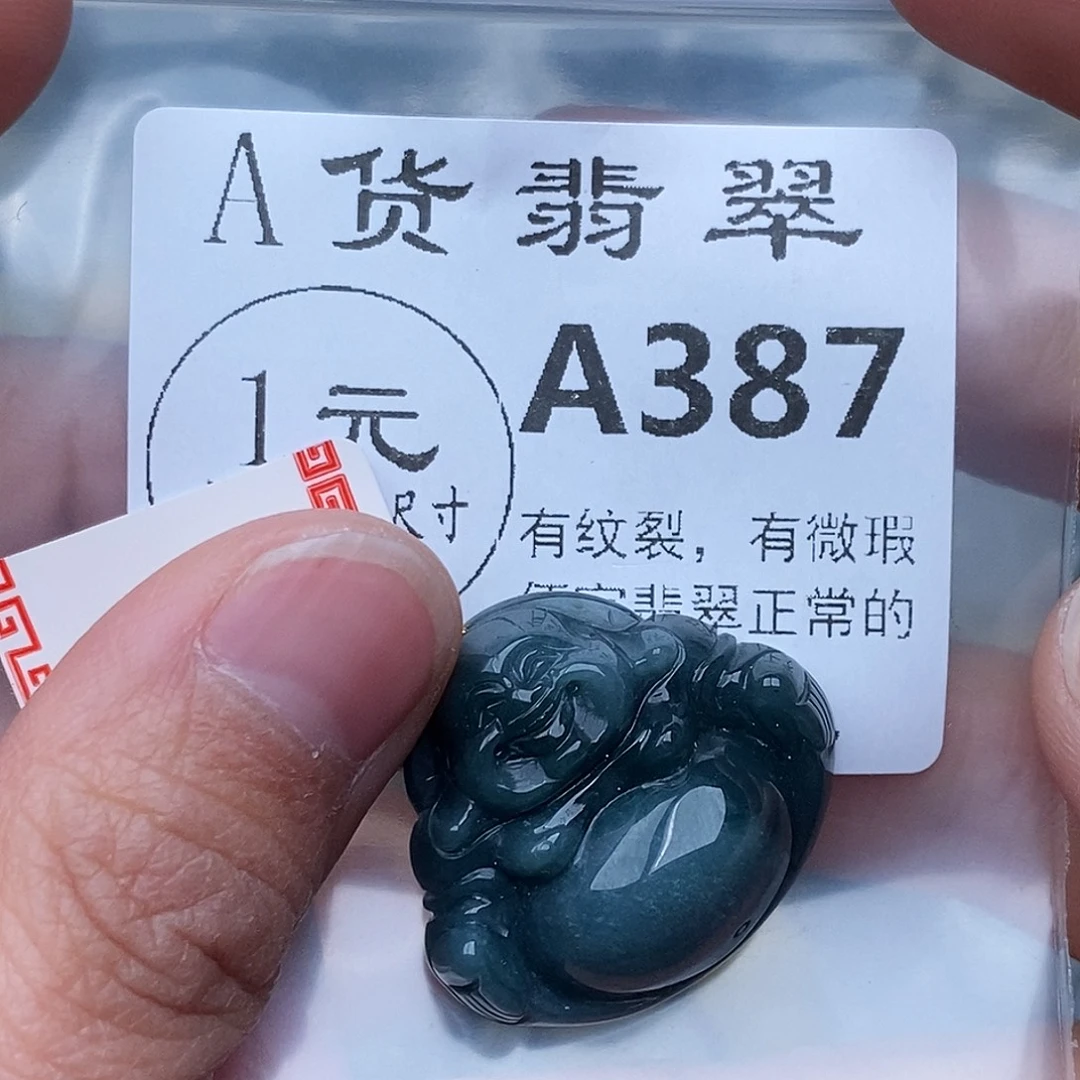 A货翡翠
A387
1元
尺寸
有纹裂，有微瑕
翡翠正常的